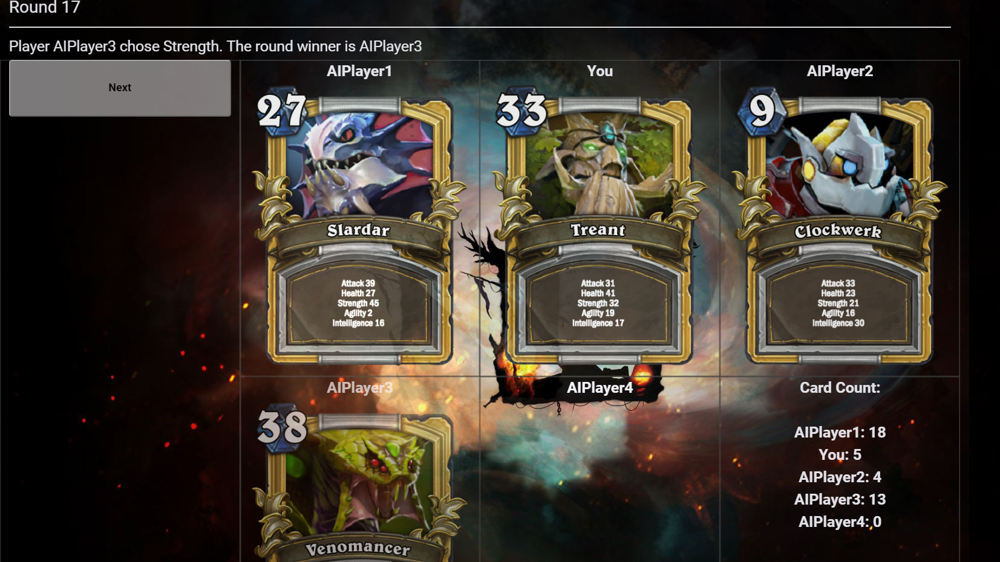 Round 17
Player AIPlayer3 chose Strength. The round winner is AIPlayer3
Next
AIPlayer1
27
Slardar
Attack 39
Health 27
Strength 45
Agility 2
Intelligence 16
You
33
Treant
Attack 31
Health 41
Strength 32
Agility 19
Intelligence 17
AIPlayer2
9
Clockwerk
Attack 33
Health 23
Strength 21
Agility 16
Intelligence 30
AIPlayer3
38
Venomancer
AIPlayer4
Card Count:
AIPlayer1: 18
You: 5
AIPlayer2: 4
AIPlayer3: 13
AIPlayer4: 0